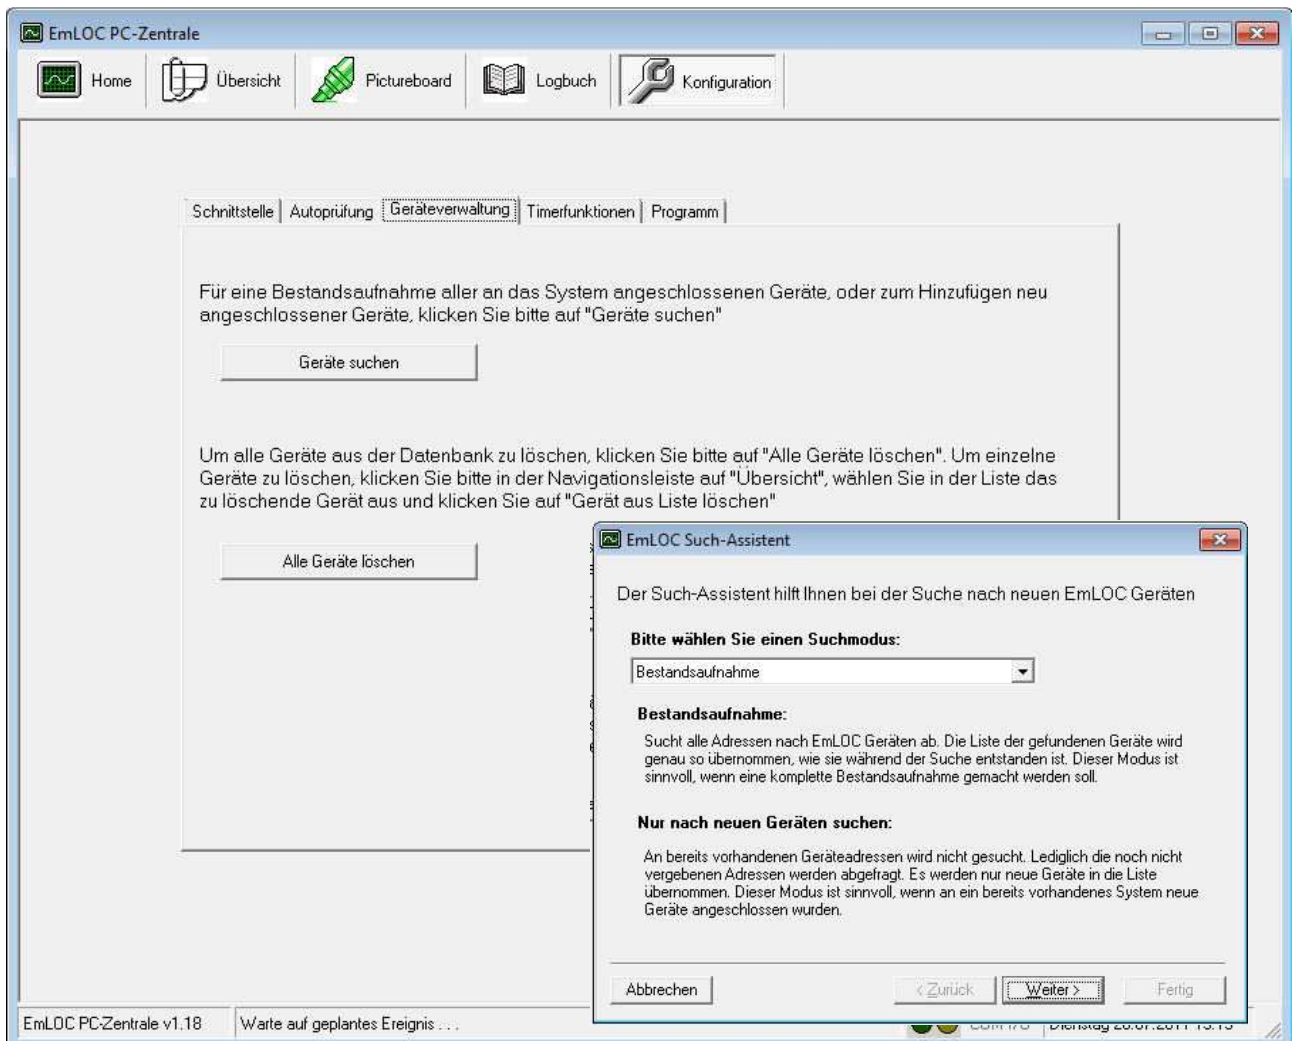 EmLOC PC-Zentrale
Home Übersicht Pictureboard Logbuch Konfiguration
Schnittstelle Autoprüfung Geräteverwaltung Timerfunktionen Programm
Für eine Bestandsaufnahme aller an das System angeschlossenen Geräte, oder zum Hinzufügen neu
angeschlossener Geräte, klicken Sie bitte auf "Geräte suchen"
Geräte suchen
Um alle Geräte aus der Datenbank zu löschen, klicken Sie bitte auf "Alle Geräte löschen". Um einzelne
Geräte zu löschen, klicken Sie bitte in der Navigationsleiste auf "Übersicht", wählen Sie in der Liste das
zu löschende Gerät aus und klicken Sie auf "Gerät aus Liste löschen"
Alle Geräte löschen
EmLOC Such-Assistent
Der Such-Assistent hilft Ihnen bei der Suche nach neuen EmLOC Geräten
Bitte wählen Sie einen Suchmodus:
Bestandsaufnahme
Bestandsaufnahme:
Sucht alle Adressen nach EmLOC Geräten ab. Die Liste der gefundenen Geräte wird
genau so übernommen, wie sie während der Suche entstanden ist. Dieser Modus ist
sinnvoll, wenn eine komplette Bestandsaufnahme gemacht werden soll.
Nur nach neuen Geräten suchen:
An bereits vorhandenen Geräteadressen wird nicht gesucht. Lediglich die noch nicht
vergebenen Adressen werden abgefragt. Es werden nur neue Geräte in die Liste
übernommen. Dieser Modus ist sinnvoll, wenn an ein bereits vorhandenes System neue
Geräte angeschlossen wurden.
Abbrechen < Zurück Weiter > Fertig
EmLOC PC-Zentrale v1.18 Warte auf geplantes Ereignis . . . Dienstag